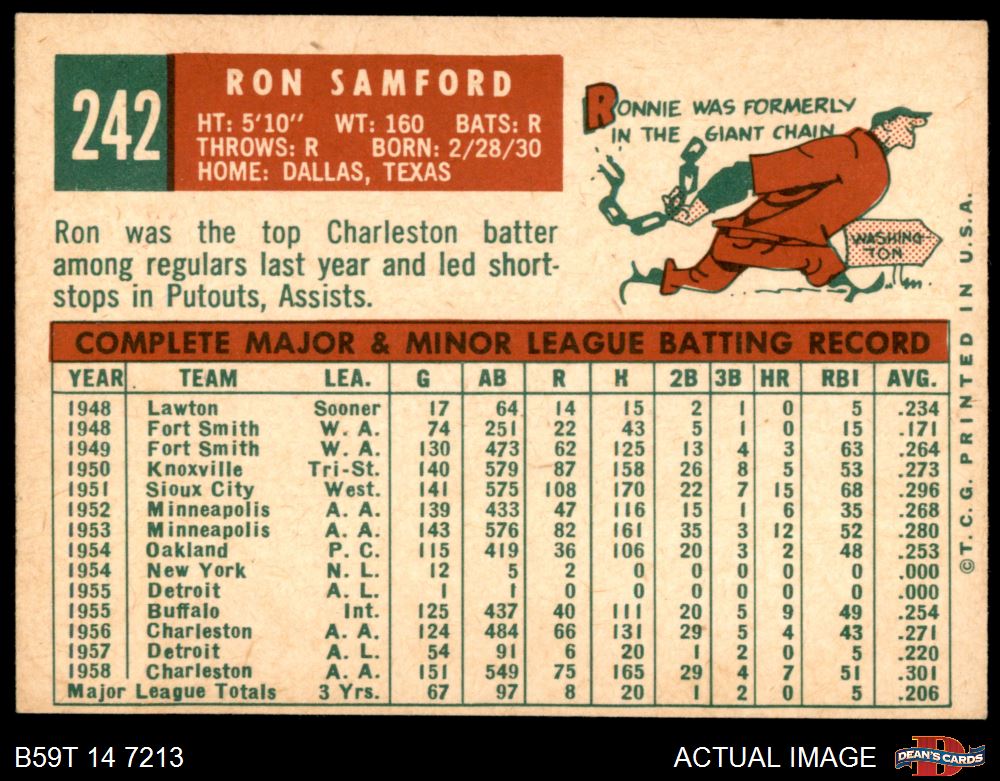 242
RON SAMFORD
HT: 5'10" WT: 160 BATS: R
THROWS: R BORN: 2/28/30
HOME: DALLAS, TEXAS
RONNIE WAS FORMERLY
IN THE GIANT CHAIN
WASHING-
TON
Ron was the top Charleston batter
among regulars last year and led short-
stops in Putouts, Assists.
COMPLETE MAJOR & MINOR LEAGUE BATTING RECORD
YEAR TEAM LEA. G AB R H 2B 3B HR RBI AVG.
1948 Lawton Sooner 17 64 14 15 2 1 0 5 .234
1948 Fort Smith W. A. 74 251 22 43 5 1 0 15 .171
1949 Fort Smith W. A. 130 473 62 125 13 4 3 63 .264
1950 Knoxville Tri-St. 140 579 87 158 26 8 5 53 .273
1951 Sioux City West. 141 575 108 170 22 7 15 68 .296
1952 Minneapolis A. A. 139 433 47 116 15 1 6 35 .268
1953 Minneapolis A. A. 143 576 82 161 35 3 12 52 .280
1954 Oakland P. C. 115 419 36 106 20 3 2 48 .253
1954 New York N. L. 12 5 2 0 0 0 0 0 .000
1955 Detroit A. L. 1 1 0 0 0 0 0 0 .000
1955 Buffalo Int. 125 437 40 111 20 5 9 49 .254
1956 Charleston A. A. 124 484 66 131 29 5 4 43 .271
1957 Detroit A. L. 54 91 6 20 1 2 0 5 .220
1958 Charleston A. A. 151 549 75 165 29 4 7 51 .301
Major League Totals 3 Yrs. 67 97 8 20 1 2 0 5 .206
©T.C.G. PRINTED IN U.S.A.
B59T 14 7213
ACTUAL IMAGE
D
DEAN'S CARDS